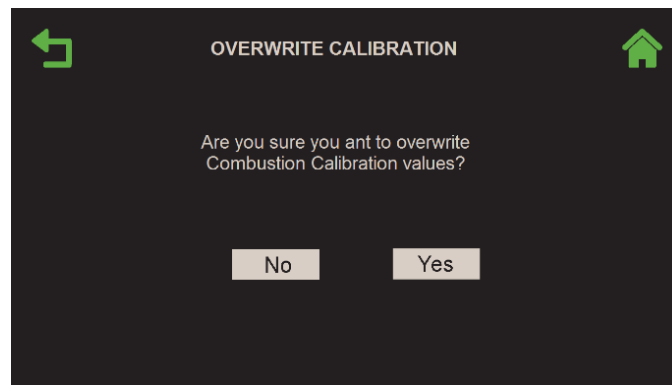 OVERWRITE CALIBRATION
Are you sure you ant to overwrite
Combustion Calibration values?
No Yes